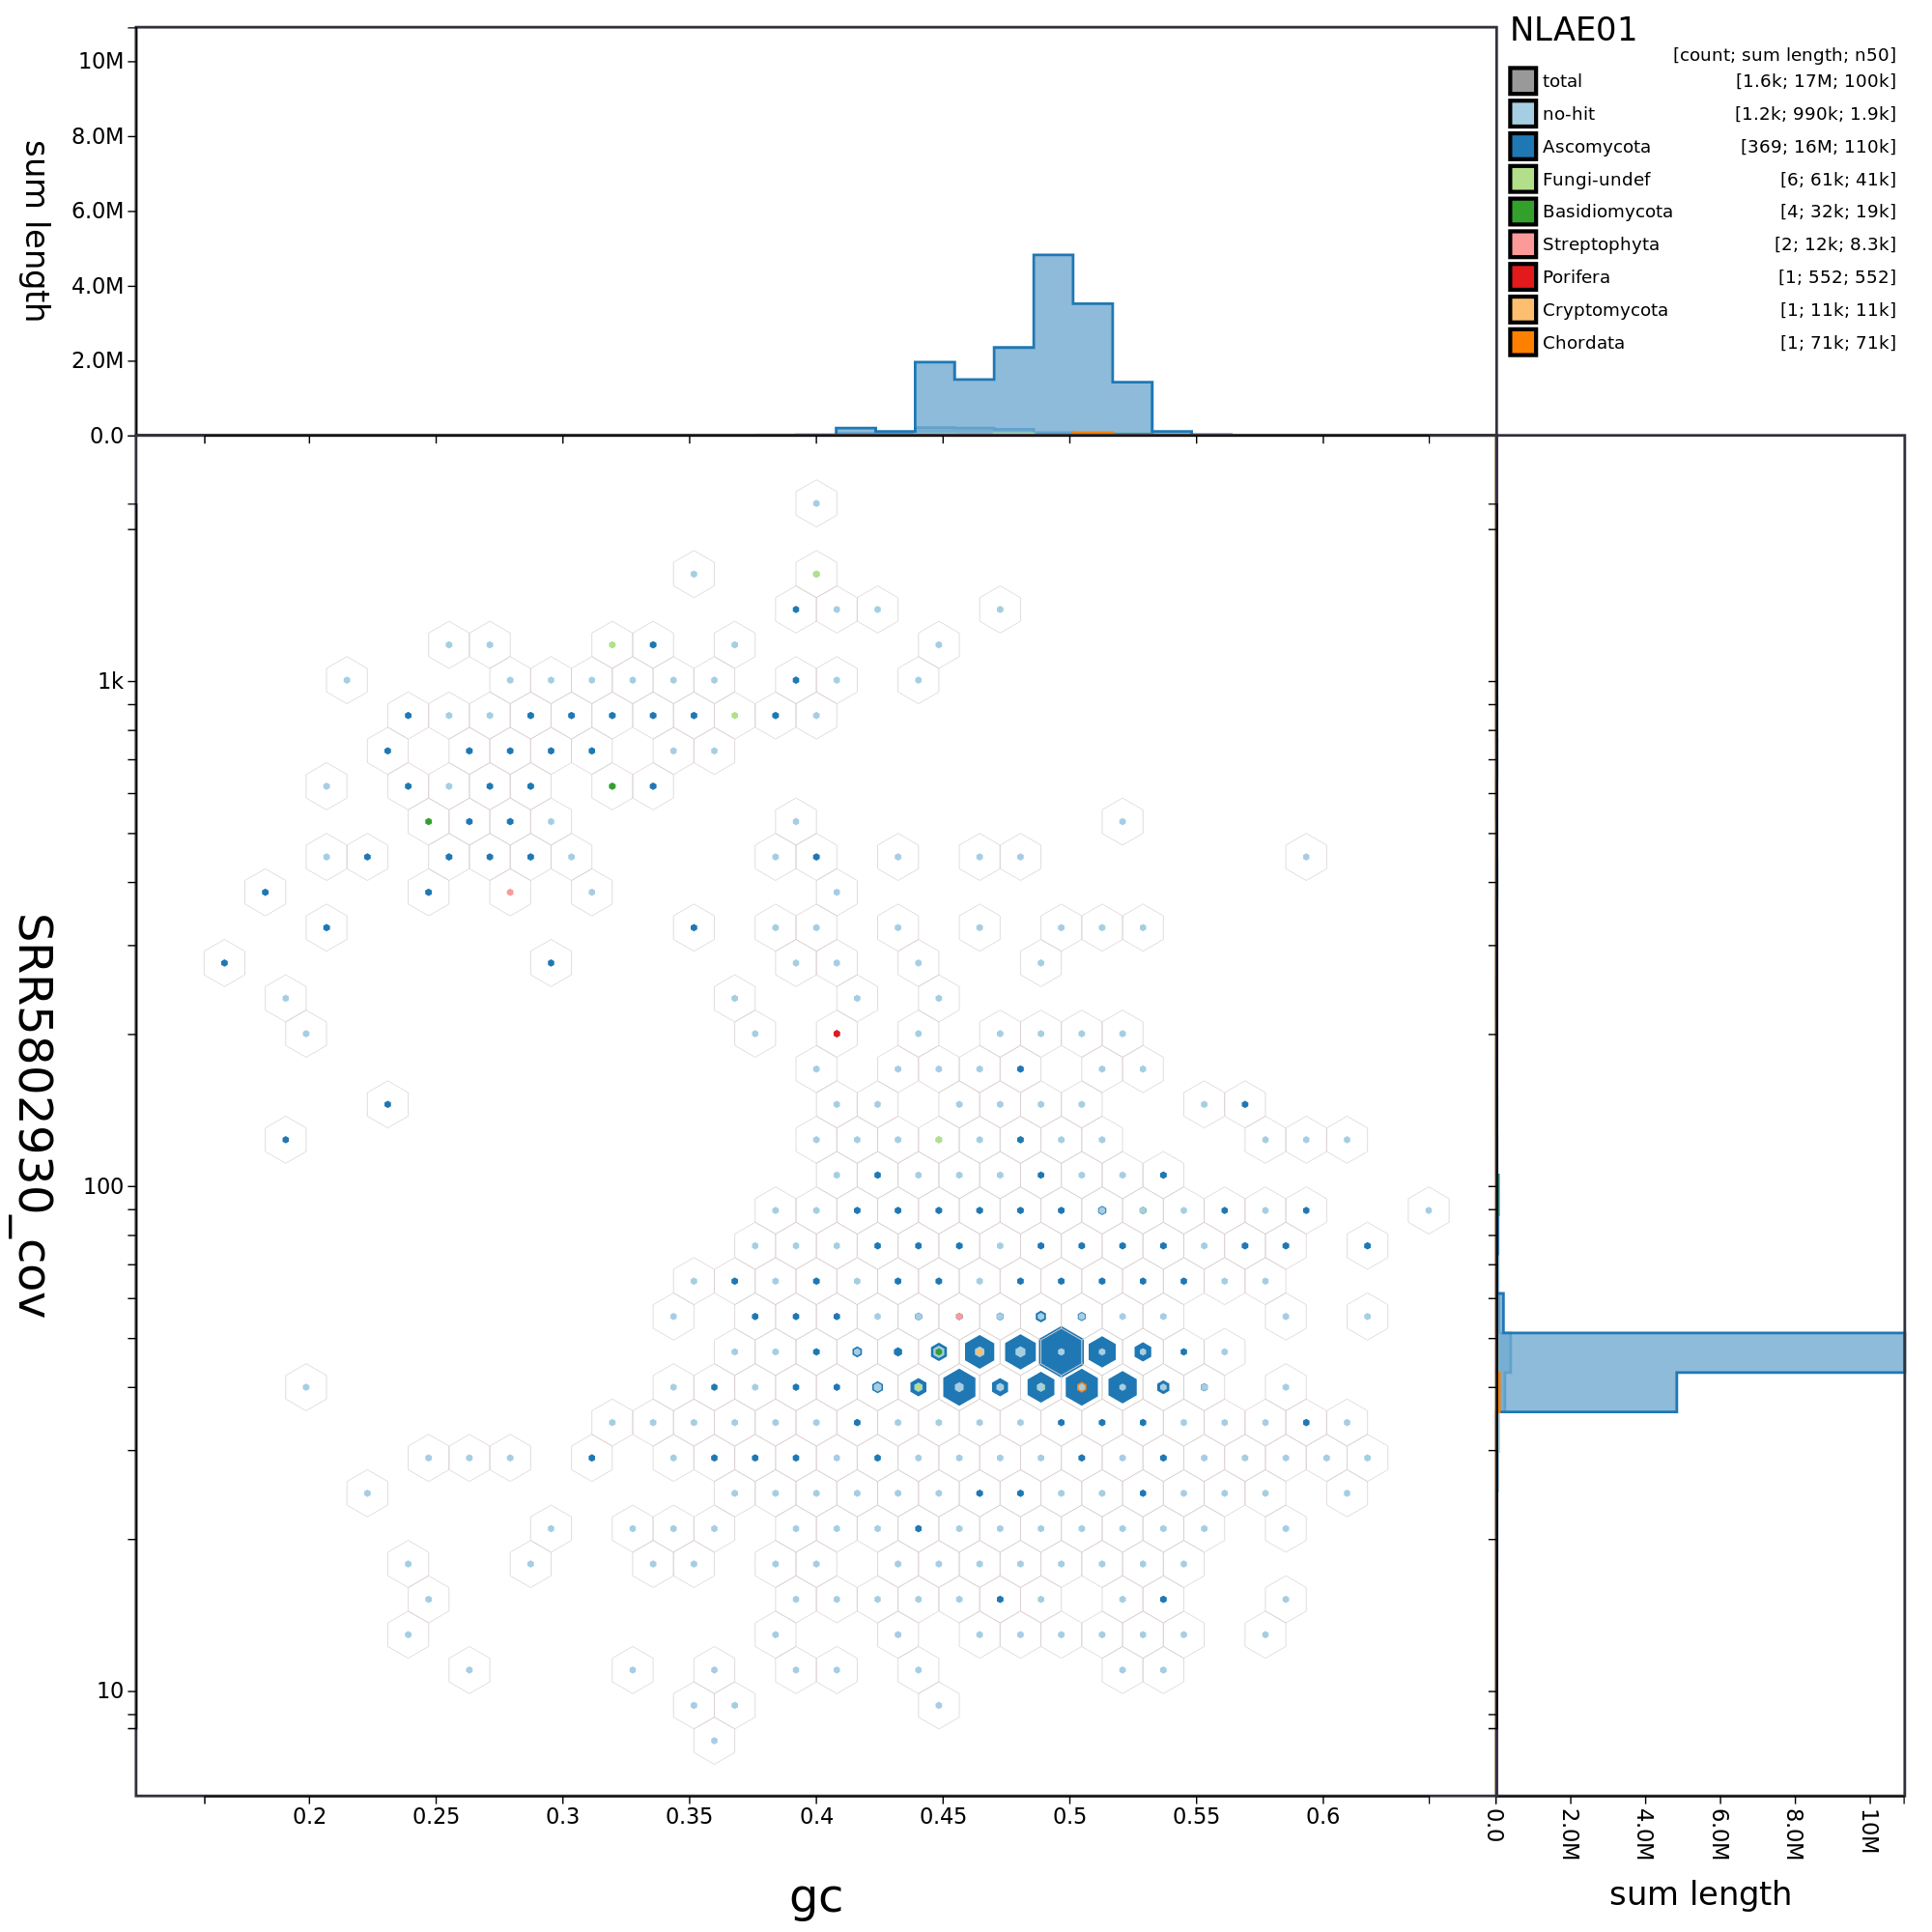 NLAE01
[count; sum length; n50]
total [1.6k; 17M; 100k]
no-hit [1.2k; 990k; 1.9k]
Ascomycota [369; 16M; 110k]
Fungi-undef [6; 61k; 41k]
Basidiomycota [4; 32k; 19k]
Streptophyta [2; 12k; 8.3k]
Porifera [1; 552; 552]
Cryptomycota [1; 11k; 11k]
Chordata [1; 71k; 71k]
sum length
10M
8.0M
6.0M
4.0M
2.0M
0.0
SRR5802930_cov
1k
100
10
0.2 0.25 0.3 0.35 0.4 0.45 0.5 0.55 0.6
gc
0.0 2.0M 4.0M 6.0M 8.0M 10M
sum length